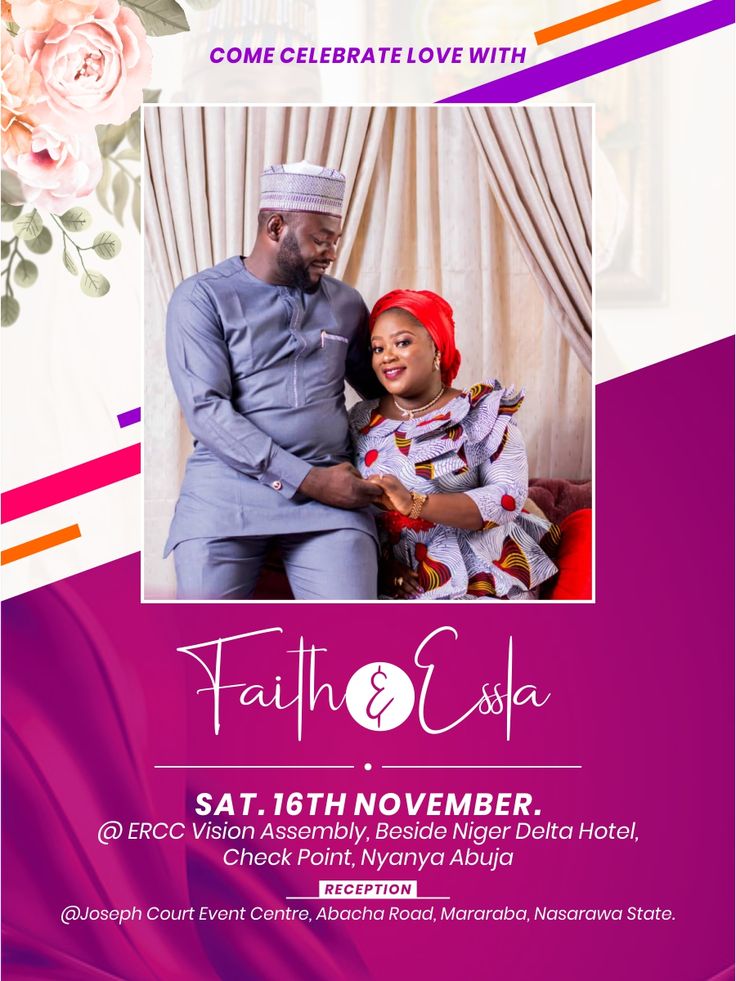 COME CELEBRATE LOVE WITH
Faith & Essla
SAT. 16TH NOVEMBER.
@ ERCC Vision Assembly, Beside Niger Delta Hotel,
Check Point, Nyanya Abuja
RECEPTION
@Joseph Court Event Centre, Abacha Road, Mararaba, Nasarawa State.